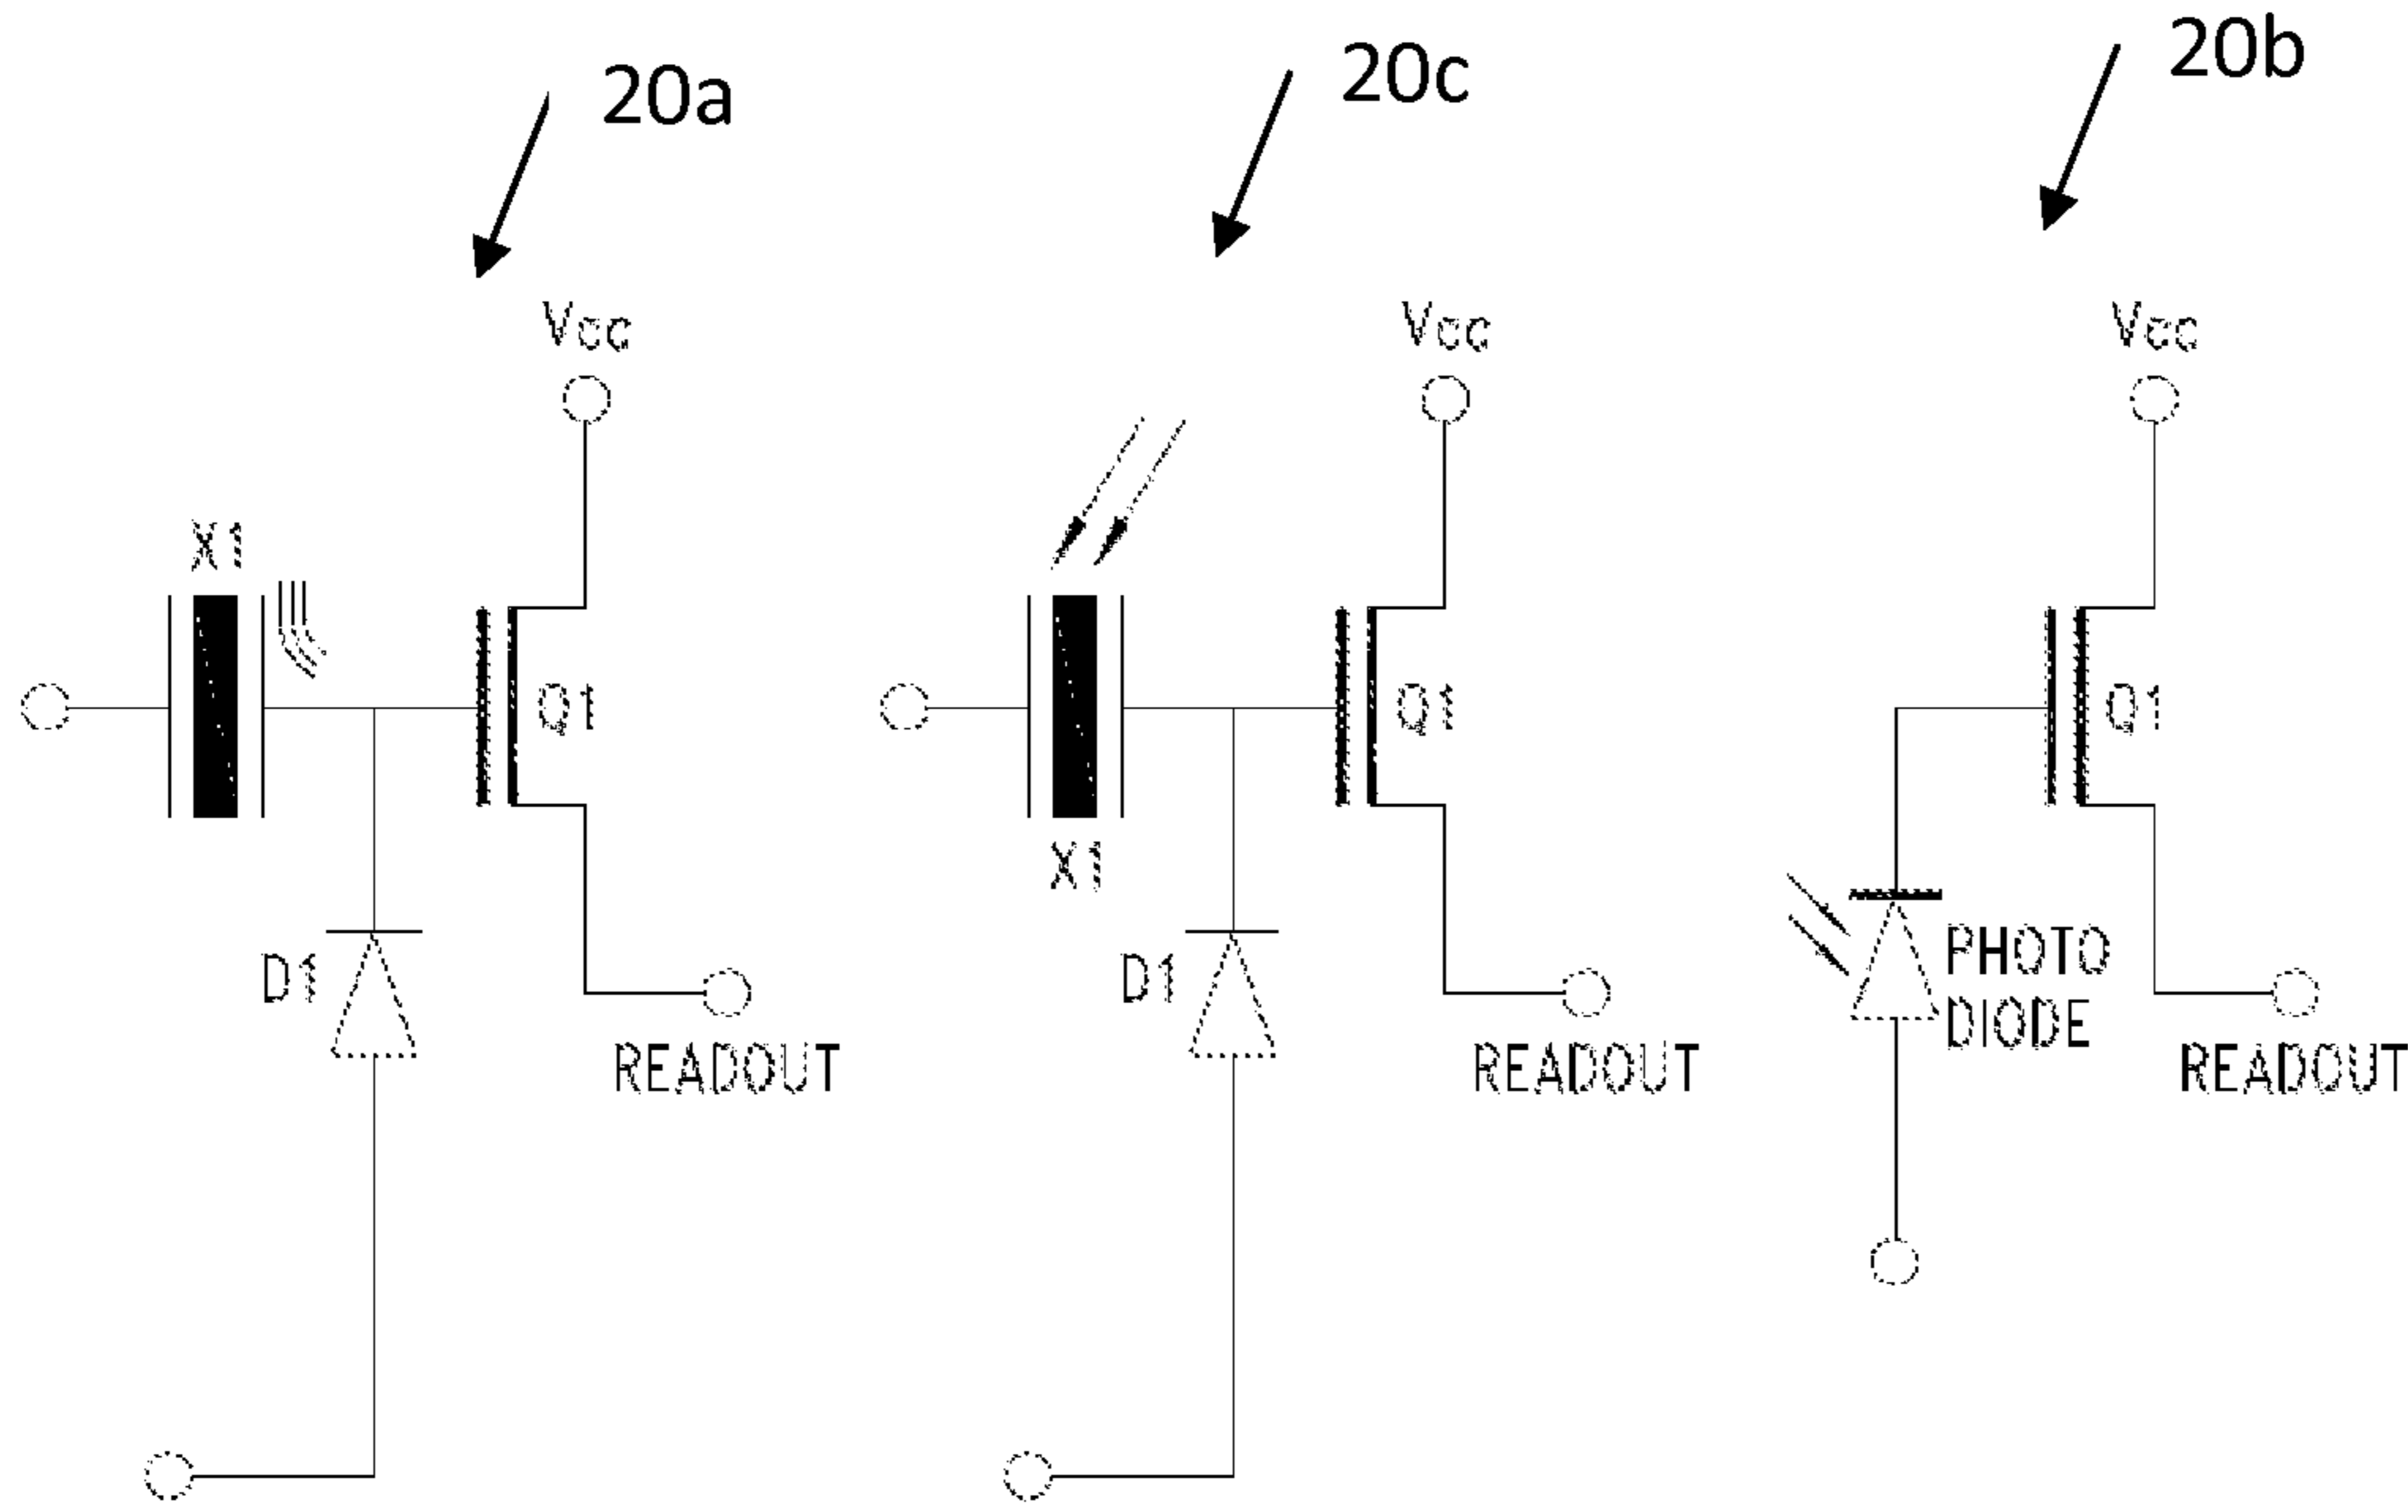 20a
20c
20b
Vcc
Vcc
Vcc
X1
Q1
Q1
Q1
X1
D1
D1
PHOTO
DIODE
READOUT
READOUT
READOUT